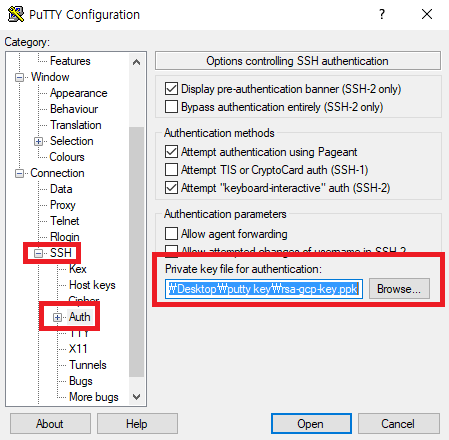 PuTTY Configuration
Category:
Features
Window
Appearance
Behaviour
Translation
Selection
Colours
Connection
Data
Proxy
Telnet
Rlogin
SSH
Kex
Host keys
Cipher
Auth
TTY
X11
Tunnels
Bugs
More bugs
Options controlling SSH authentication
Display pre-authentication banner (SSH-2 only)
Bypass authentication entirely (SSH-2 only)
Authentication methods
Attempt authentication using Pageant
Attempt TIS or CryptoCard auth (SSH-1)
Attempt "keyboard-interactive" auth (SSH-2)
Authentication parameters
Allow agent forwarding
Allow attempted changes of username in SSH-2
Private key file for authentication:
₩Desktop₩putty key₩rsa-gcp-key.ppk
Browse...
About
Help
Open
Cancel